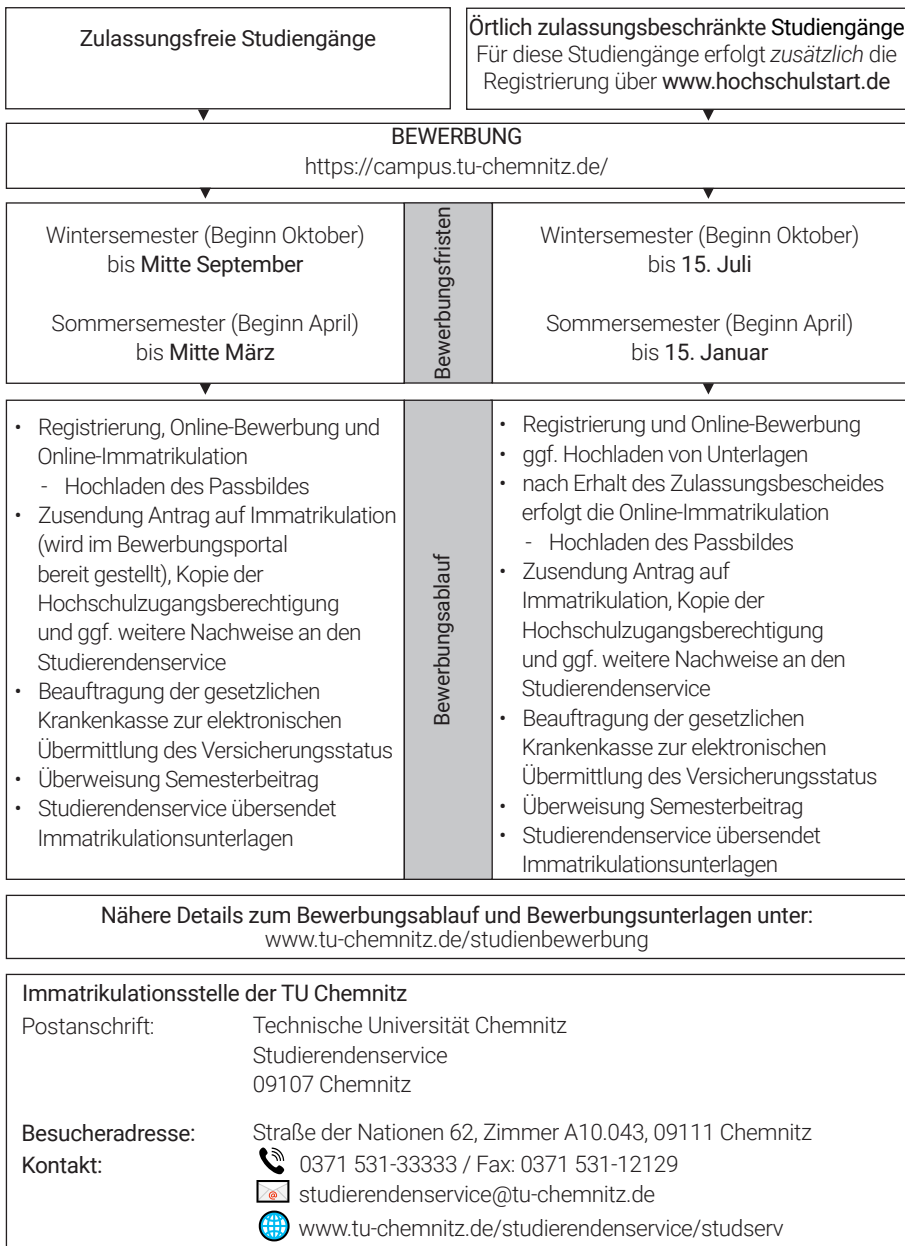 Zulassungsfreie Studiengänge
Örtlich zulassungsbeschränkte Studiengänge
Für diese Studiengänge erfolgt zusätzlich die
Registrierung über www.hochschulstart.de
BEWERBUNG
https://campus.tu-chemnitz.de/
Wintersemester (Beginn Oktober)
bis Mitte September
Sommersemester (Beginn April)
bis Mitte März
Bewerbungsfristen
Wintersemester (Beginn Oktober)
bis 15. Juli
Sommersemester (Beginn April)
bis 15. Januar
• Registrierung, Online-Bewerbung und
Online-Immatrikulation
- Hochladen des Passbildes
• Zusendung Antrag auf Immatrikulation
(wird im Bewerbungsportal
bereit gestellt), Kopie der
Hochschulzugangsberechtigung
und ggf. weitere Nachweise an den
Studierendenservice
• Beauftragung der gesetzlichen
Krankenkasse zur elektronischen
Übermittlung des Versicherungsstatus
• Überweisung Semesterbeitrag
• Studierendenservice übersendet
Immatrikulationsunterlagen
Bewerbungsablauf
• Registrierung und Online-Bewerbung
• ggf. Hochladen von Unterlagen
• nach Erhalt des Zulassungsbescheides
erfolgt die Online-Immatrikulation
- Hochladen des Passbildes
• Zusendung Antrag auf
Immatrikulation, Kopie der
Hochschulzugangsberechtigung
und ggf. weitere Nachweise an den
Studierendenservice
• Beauftragung der gesetzlichen
Krankenkasse zur elektronischen
Übermittlung des Versicherungsstatus
• Überweisung Semesterbeitrag
• Studierendenservice übersendet
Immatrikulationsunterlagen
Nähere Details zum Bewerbungsablauf und Bewerbungsunterlagen unter:
www.tu-chemnitz.de/studienbewerbung
Immatrikulationsstelle der TU Chemnitz
Postanschrift: Technische Universität Chemnitz
Studierendenservice
09107 Chemnitz
Besucheradresse: Straße der Nationen 62, Zimmer A10.043, 09111 Chemnitz
Kontakt: 0371 531-33333 / Fax: 0371 531-12129
studierendenservice@tu-chemnitz.de
www.tu-chemnitz.de/studierendenservice/studserv